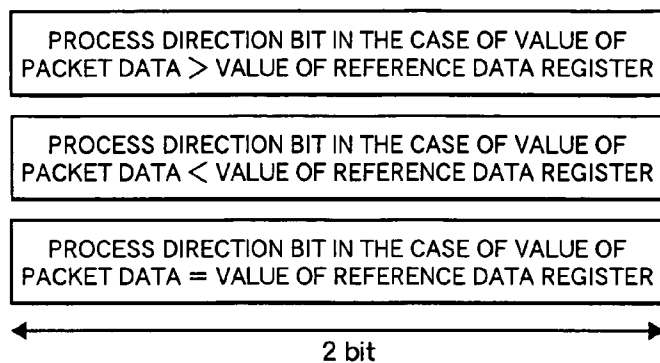 PROCESS DIRECTION BIT IN THE CASE OF VALUE OF
PACKET DATA > VALUE OF REFERENCE DATA REGISTER
PROCESS DIRECTION BIT IN THE CASE OF VALUE OF
PACKET DATA < VALUE OF REFERENCE DATA REGISTER
PROCESS DIRECTION BIT IN THE CASE OF VALUE OF
PACKET DATA = VALUE OF REFERENCE DATA REGISTER
2 bit